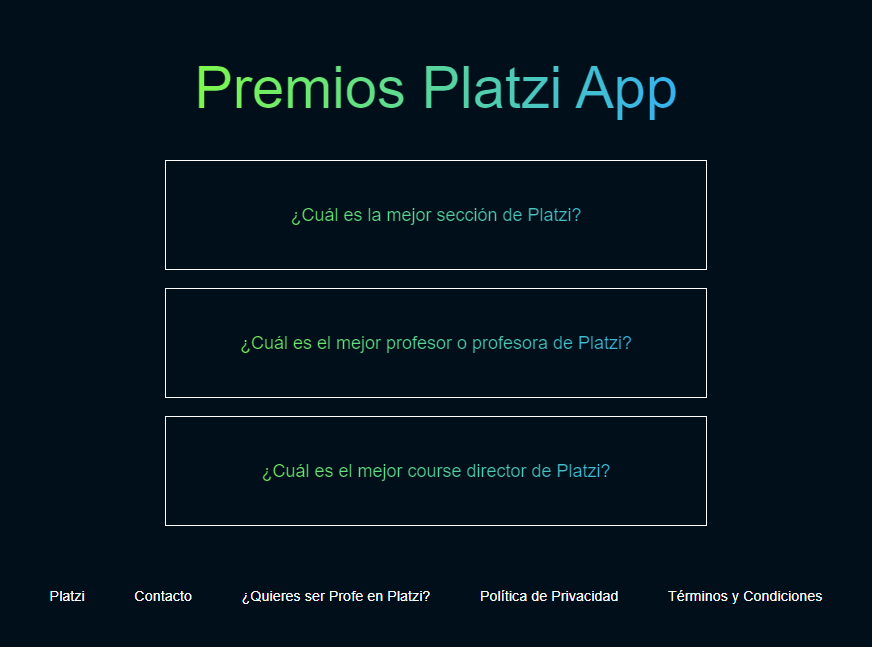 Premios Platzi App
¿Cuál es la mejor sección de Platzi?
¿Cuál es el mejor profesor o profesora de Platzi?
¿Cuál es el mejor course director de Platzi?
Platzi Contacto ¿Quieres ser Profe en Platzi? Política de Privacidad Términos y Condiciones